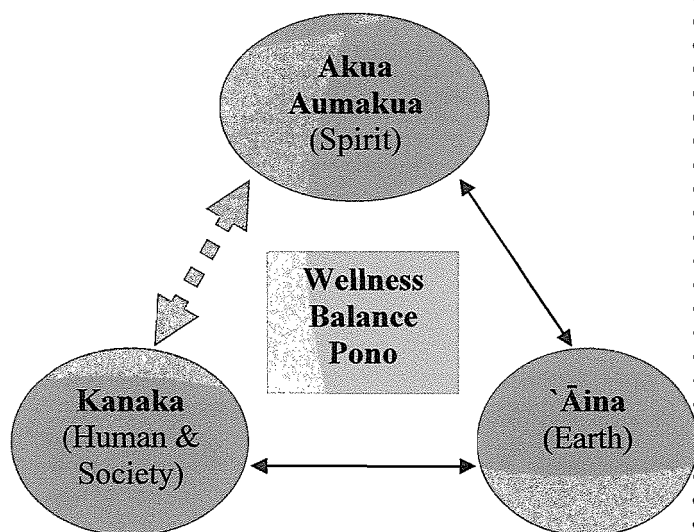 Akua
Aumakua
(Spirit)
Wellness
Balance
Pono
Kanaka
(Human &
Society)
`Āina
(Earth)